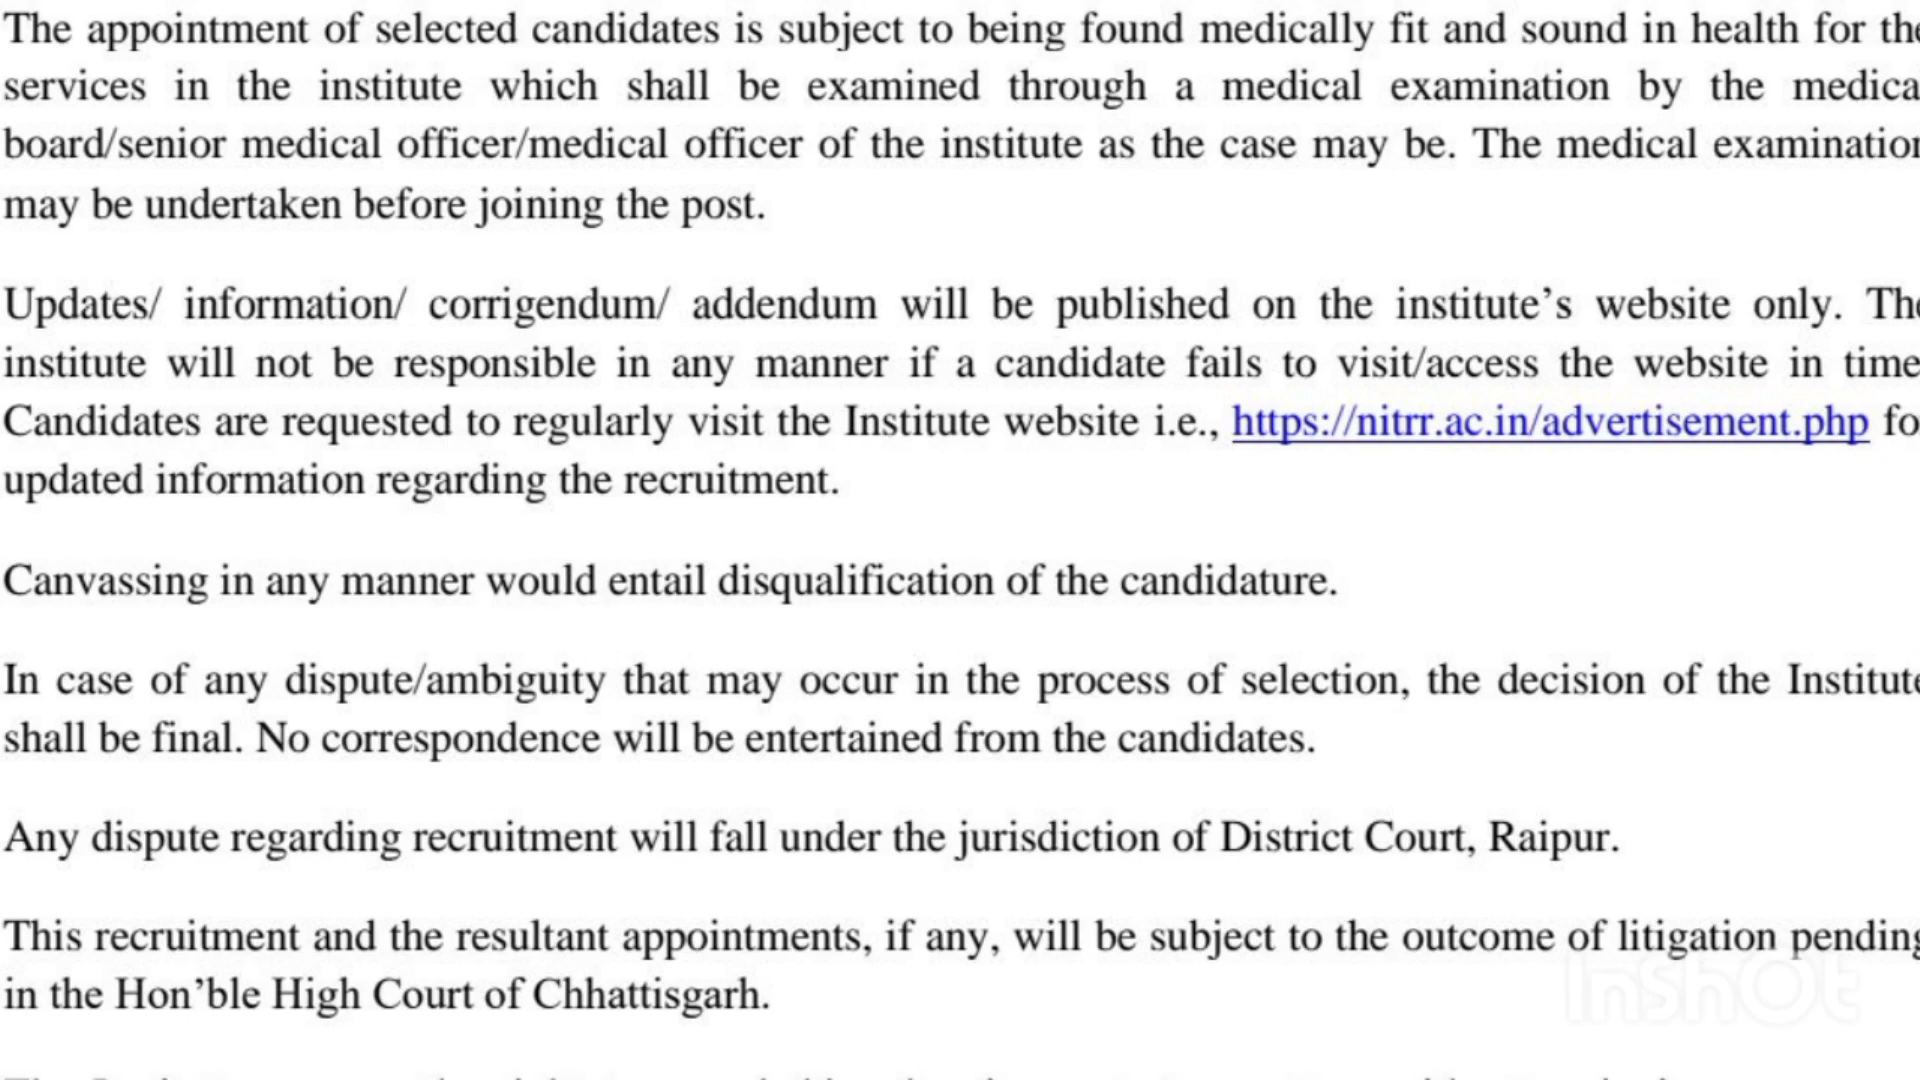 The appointment of selected candidates is subject to being found medically fit and sound in health for the
services in the institute which shall be examined through a medical examination by the medica
board/senior medical officer/medical officer of the institute as the case may be. The medical examination
may be undertaken before joining the post.
Updates/ information/ corrigendum/ addendum will be published on the institute’s website only. The
institute will not be responsible in any manner if a candidate fails to visit/access the website in time
Candidates are requested to regularly visit the Institute website i.e., https://nitrr.ac.in/advertisement.php fo
updated information regarding the recruitment.
Canvassing in any manner would entail disqualification of the candidature.
In case of any dispute/ambiguity that may occur in the process of selection, the decision of the Institute
shall be final. No correspondence will be entertained from the candidates.
Any dispute regarding recruitment will fall under the jurisdiction of District Court, Raipur.
This recruitment and the resultant appointments, if any, will be subject to the outcome of litigation pending
in the Hon’ble High Court of Chhattisgarh.
InshOt